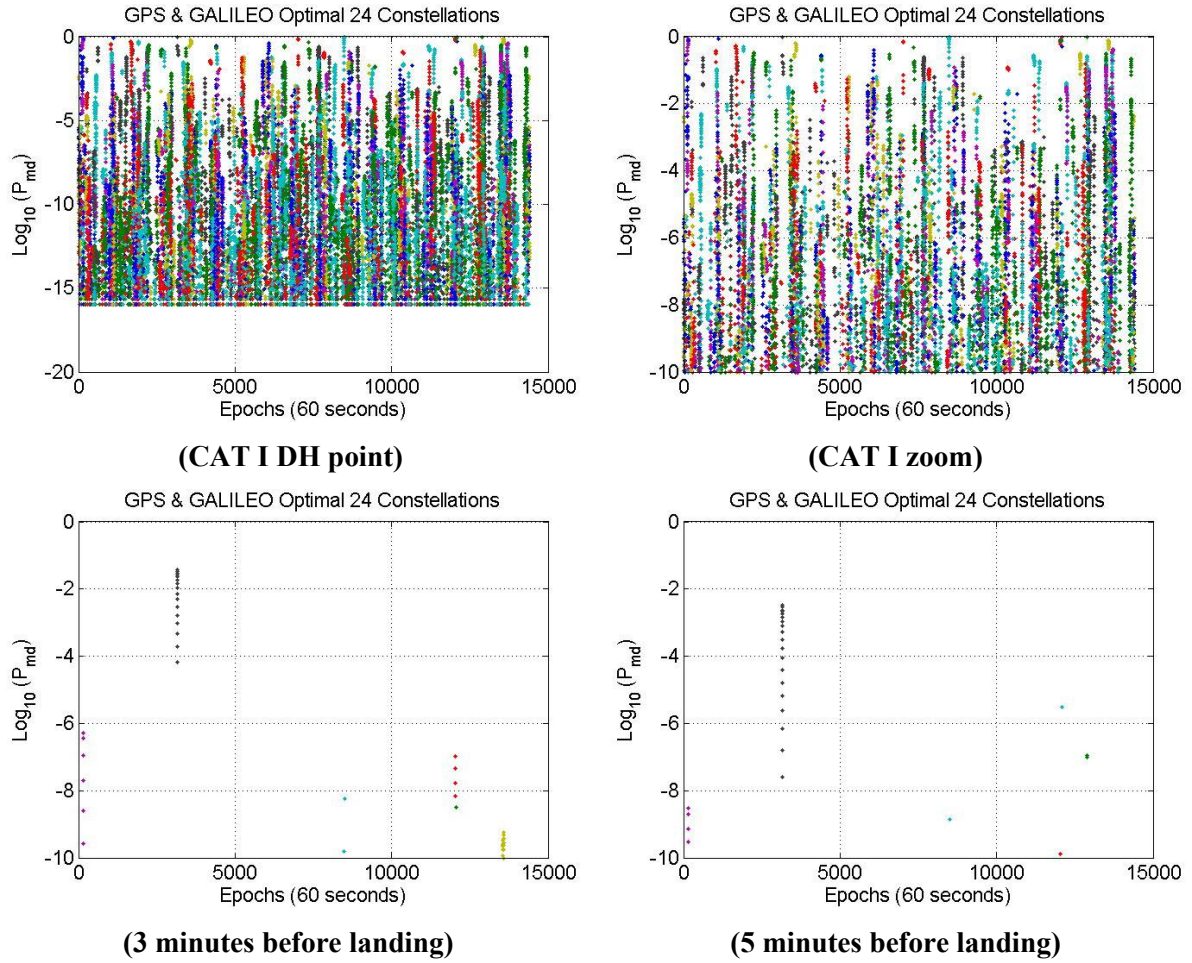 GPS & GALILEO Optimal 24 Constellations
0
-5
-10
-15
-20
Log10 (Pmd)
0 5000 10000 15000
Epochs (60 seconds)
(CAT I DH point)
GPS & GALILEO Optimal 24 Constellations
0
-2
-4
-6
-8
-10
Log10 (Pmd)
0 5000 10000 15000
Epochs (60 seconds)
(CAT I zoom)
GPS & GALILEO Optimal 24 Constellations
0
-2
-4
-6
-8
-10
Log10 (Pmd)
0 5000 10000 15000
Epochs (60 seconds)
(3 minutes before landing)
GPS & GALILEO Optimal 24 Constellations
0
-2
-4
-6
-8
-10
Log10 (Pmd)
0 5000 10000 15000
Epochs (60 seconds)
(5 minutes before landing)